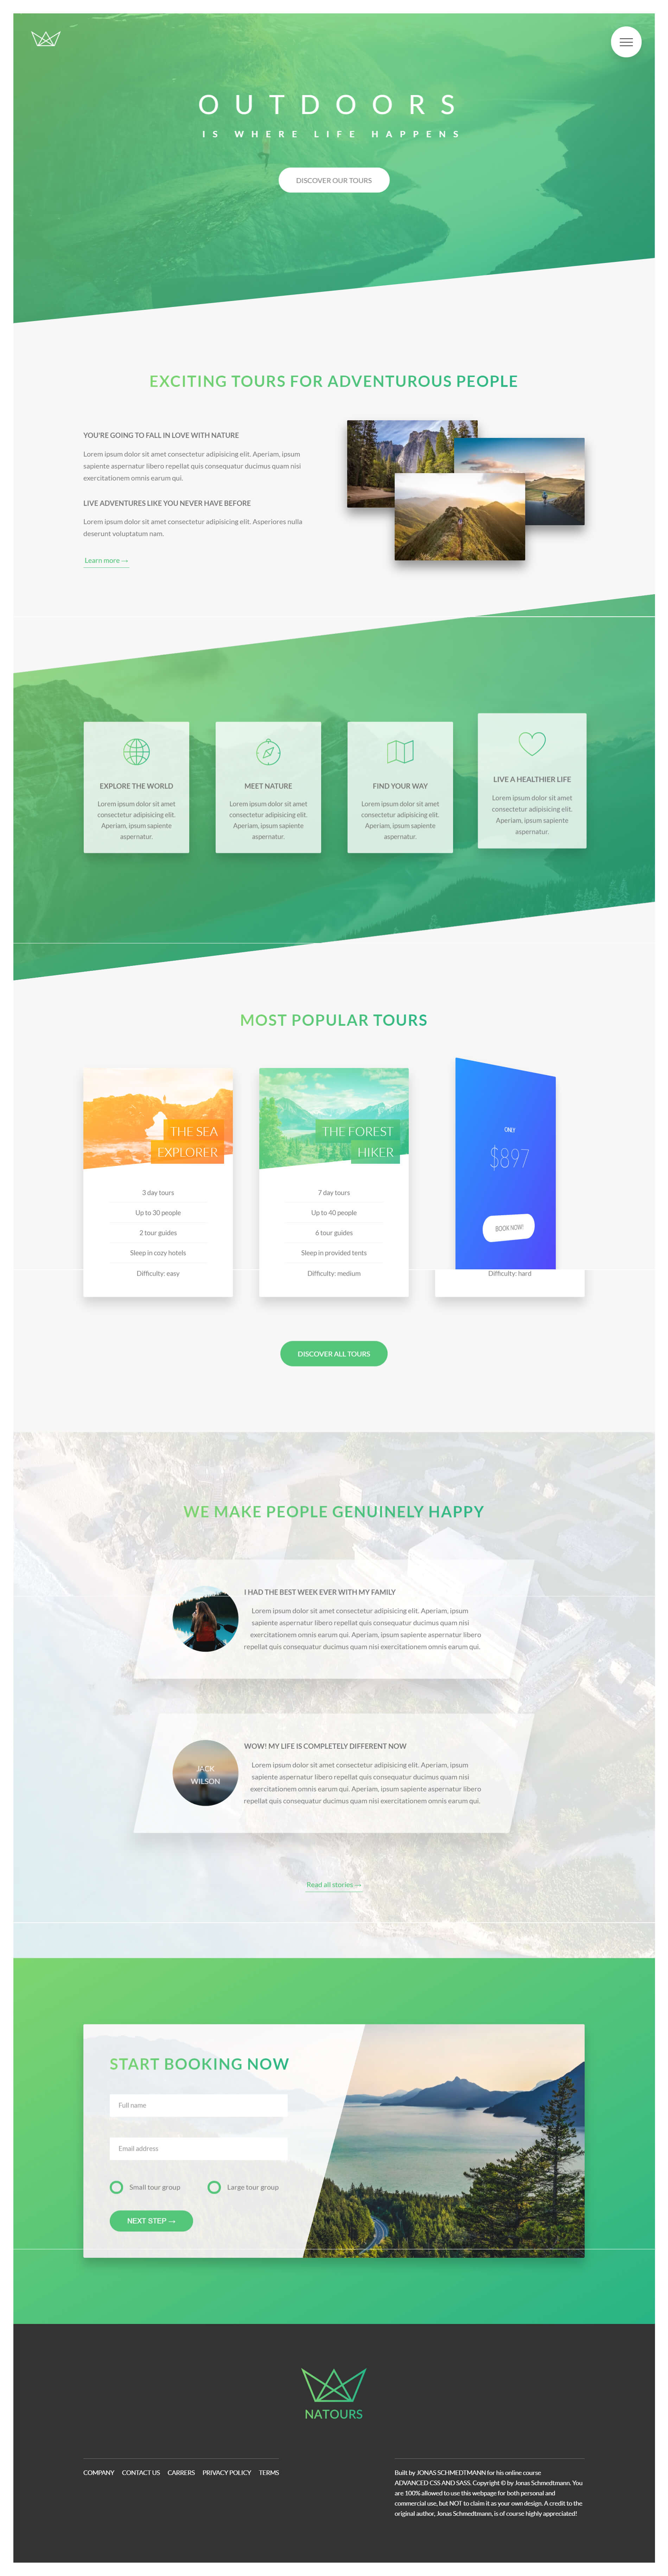 OUTDOORS
IS WHERE LIFE HAPPENS
DISCOVER OUR TOURS
EXCITING TOURS FOR ADVENTUROUS PEOPLE
YOU'RE GOING TO FALL IN LOVE WITH NATURE
Lorem ipsum dolor sit amet consectetur adipisicing elit. Aperiam, ipsum
sapiente aspernatur libero repellat quis consequatur ducimus quam nisi
exercitationem omnis earum qui.
LIVE ADVENTURES LIKE YOU NEVER HAVE BEFORE
Lorem ipsum dolor sit amet consectetur adipisicing elit. Asperiores nulla
deserunt voluptatum nam.
Learn more →
EXPLORE THE WORLD
Lorem ipsum dolor sit amet
consectetur adipisicing elit.
Aperiam, ipsum sapiente
aspernatur.
MEET NATURE
Lorem ipsum dolor sit amet
consectetur adipisicing elit.
Aperiam, ipsum sapiente
aspernatur.
FIND YOUR WAY
Lorem ipsum dolor sit amet
consectetur adipisicing elit.
Aperiam, ipsum sapiente
aspernatur.
LIVE A HEALTHIER LIFE
Lorem ipsum dolor sit amet
consectetur adipisicing elit.
Aperiam, ipsum sapiente
aspernatur.
MOST POPULAR TOURS
THE SEA
EXPLORER
3 day tours
Up to 30 people
2 tour guides
Sleep in cozy hotels
Difficulty: easy
THE FOREST
HIKER
7 day tours
Up to 40 people
6 tour guides
Sleep in provided tents
Difficulty: medium
ONLY
$897
BOOK NOW!
Difficulty: hard
DISCOVER ALL TOURS
WE MAKE PEOPLE GENUINELY HAPPY
I HAD THE BEST WEEK EVER WITH MY FAMILY
Lorem ipsum dolor sit amet consectetur adipisicing elit. Aperiam, ipsum
sapiente aspernatur libero repellat quis consequatur ducimus quam nisi
exercitationem omnis earum qui. Aperiam, ipsum sapiente aspernatur libero
repellat quis consequatur ducimus quam nisi exercitationem omnis earum qui.
JACK
WILSON
WOW! MY LIFE IS COMPLETELY DIFFERENT NOW
Lorem ipsum dolor sit amet consectetur adipisicing elit. Aperiam, ipsum
sapiente aspernatur libero repellat quis consequatur ducimus quam nisi
exercitationem omnis earum qui. Aperiam, ipsum sapiente aspernatur libero
repellat quis consequatur ducimus quam nisi exercitationem omnis earum qui.
Read all stories →
START BOOKING NOW
Full name
Email address
Small tour group
Large tour group
NEXT STEP →
NATOURS
COMPANY CONTACT US CARRERS PRIVACY POLICY TERMS
Built by JONAS SCHMEDTMANN for his online course
ADVANCED CSS AND SASS. Copyright © by Jonas Schmedtmann. You
are 100% allowed to use this webpage for both personal and
commercial use, but NOT to claim it as your own design. A credit to the
original author, Jonas Schmedtmann, is of course highly appreciated!